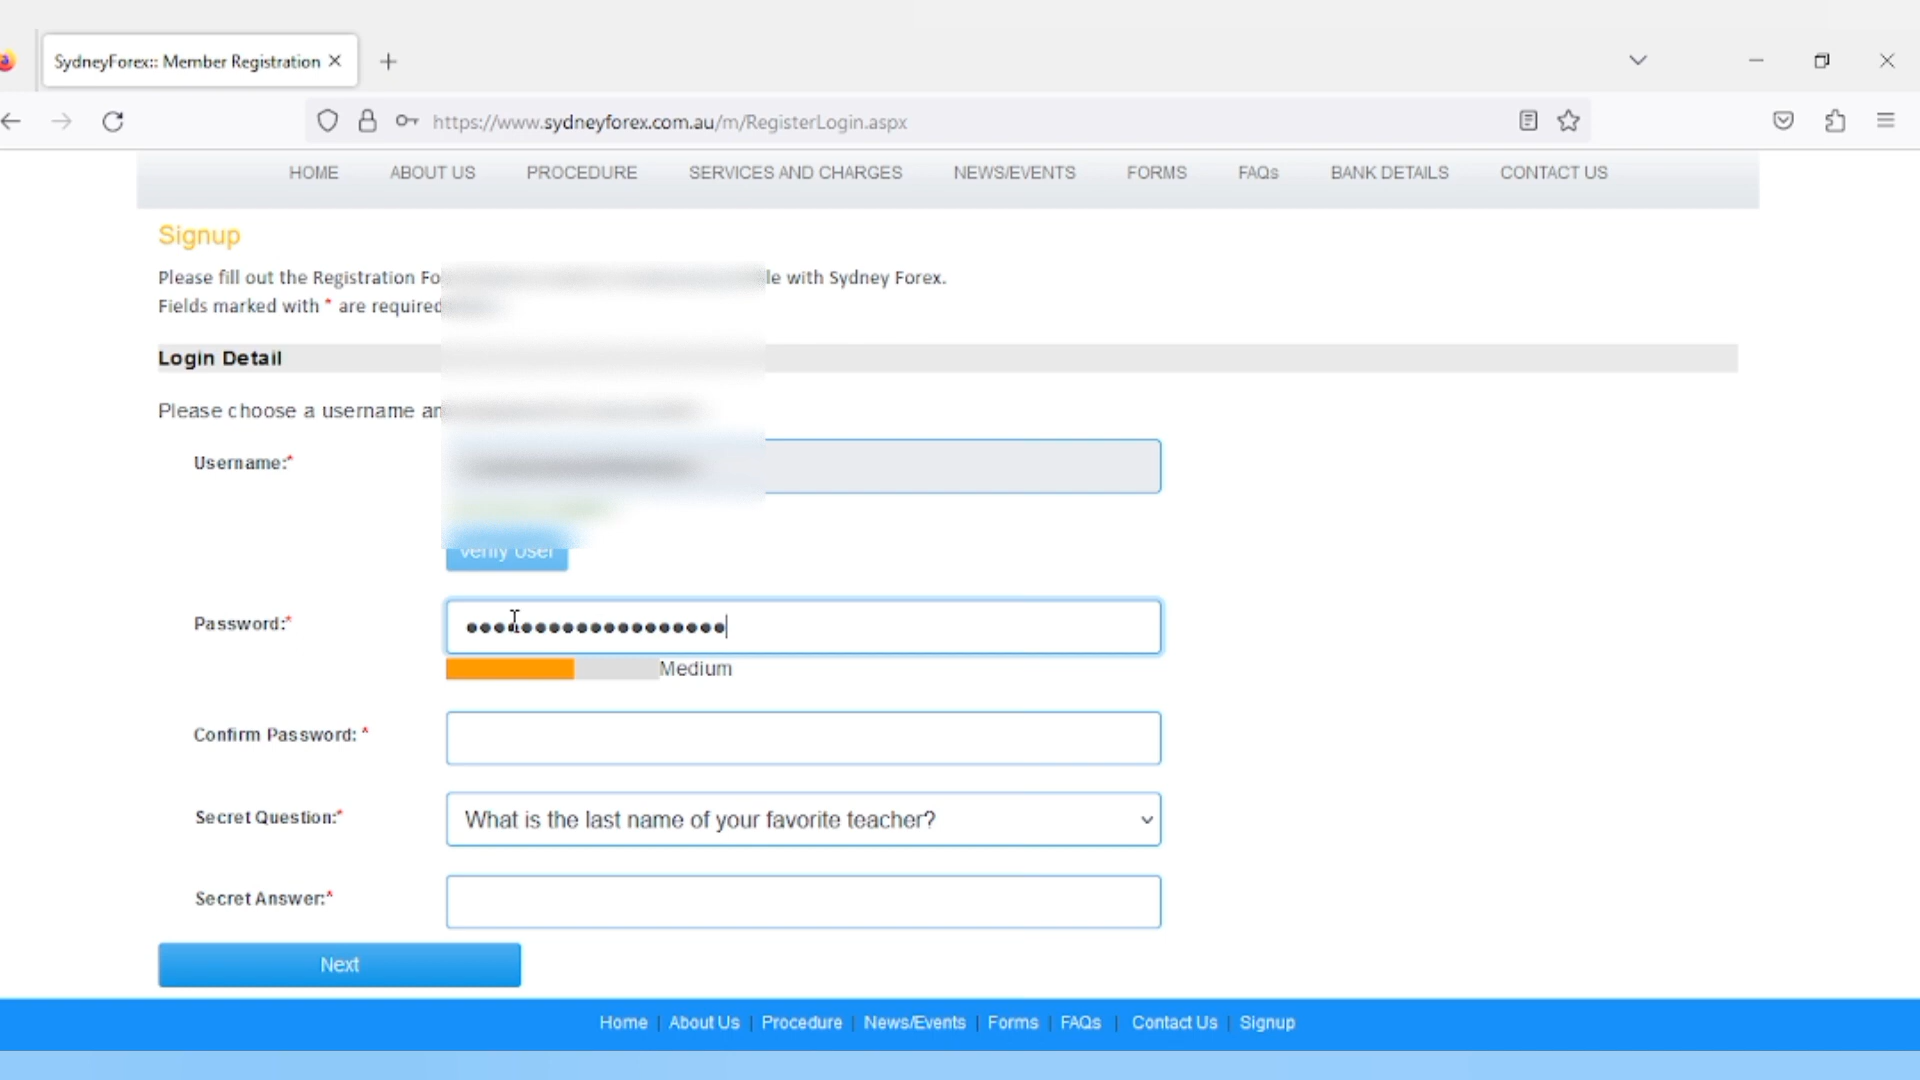 SydneyForex:: Member Registration
https://www.sydneyforex.com.au/m/RegisterLogin.aspx
HOME ABOUT US PROCEDURE SERVICES AND CHARGES NEWS/EVENTS FORMS FAQs BANK DETAILS CONTACT US
Signup
Please fill out the Registration le with Sydney Forex.
Fields marked with * are required
Login Detail
Please choose a username
Username:*
Verify User
Password:*
Medium
Confirm Password: *
Secret Question:*
What is the last name of your favorite teacher?
Secret Answer:*
Next
Home | About Us | Procedure | News/Events | Forms | FAQs | Contact Us | Signup